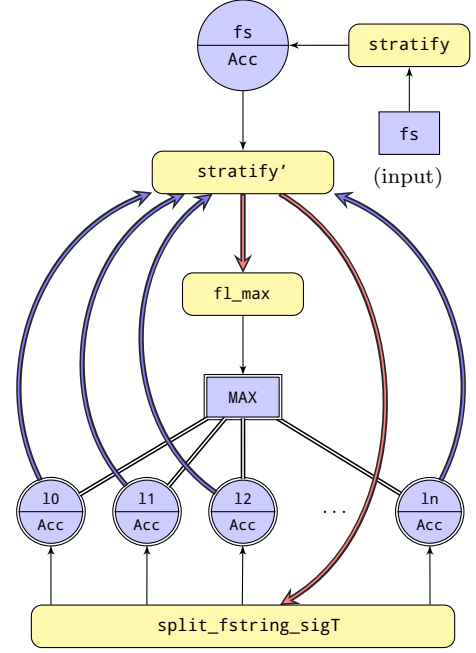 fs
Acc
stratify
fs
(input)
stratify'
fl_max
MAX
l0
Acc
l1
Acc
l2
Acc
...
ln
Acc
split_fstring_sigT